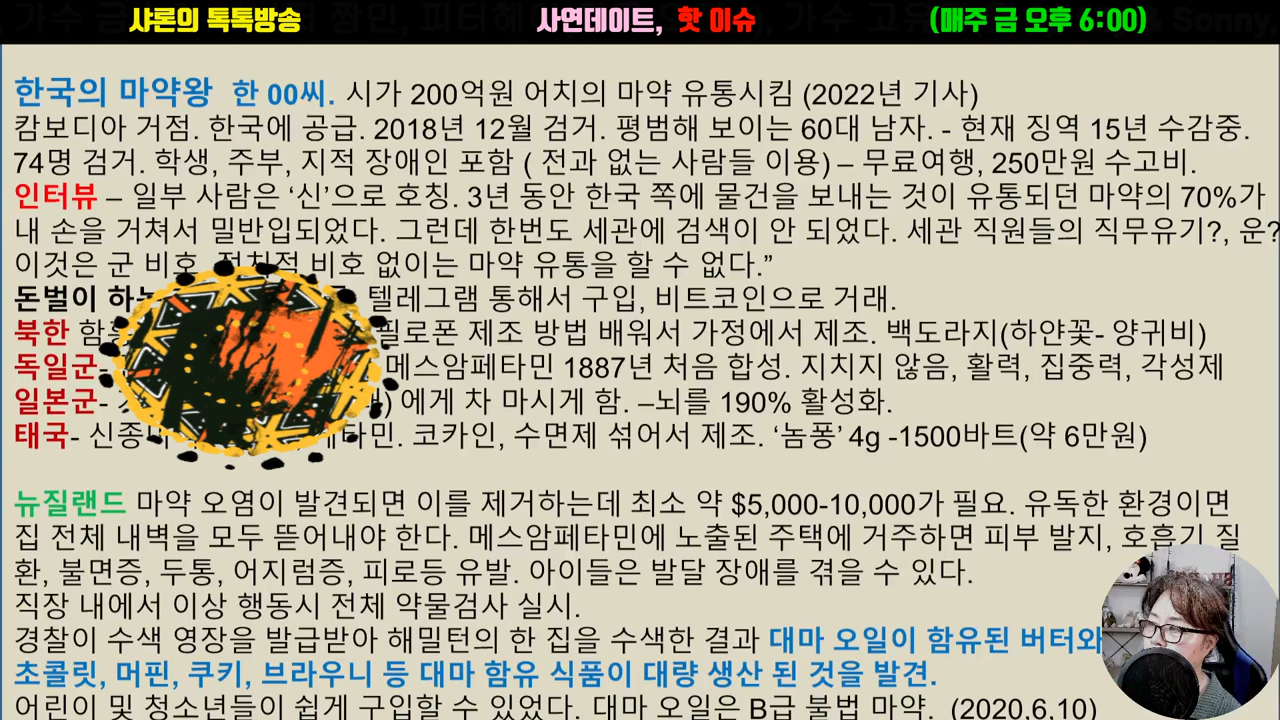 샤론의 톡톡방송 사연데이트, 핫 이슈 (매주 금 오후 6:00)
한국의 마약왕 한 00씨. 시가 200억원 어치의 마약 유통시킴 (2022년 기사)
캄보디아 거점. 한국에 공급. 2018년 12월 검거. 평범해 보이는 60대 남자. - 현재 징역 15년 수감중.
74명 검거. 학생, 주부, 지적 장애인 포함 ( 전과 없는 사람들 이용) – 무료여행, 250만원 수고비.
인터뷰 – 일부 사람은 ‘신’으로 호칭. 3년 동안 한국 쪽에 물건을 보내는 것이 유통되던 마약의 70%가
내 손을 거쳐서 밀반입되었다. 그런데 한번도 세관에 검색이 안 되었다. 세관 직원들의 직무유기?, 운?
이것은 군 비호, 정치적 비호 없이는 마약 유통을 할 수 없다.”
돈벌이 텔레그램 통해서 구입, 비트코인으로 거래.
북한 필로폰 제조 방법 배워서 가정에서 제조. 백도라지(하얀꽃- 양귀비)
독일군- 메스암페타민 1887년 처음 합성. 지치지 않음, 활력, 집중력, 각성제
일본군- 에게 차 마시게 함. –뇌를 190% 활성화.
태국- 코카인, 수면제 섞어서 제조. ‘놈퐁’ 4g -1500바트(약 6만원)
뉴질랜드 마약 오염이 발견되면 이를 제거하는데 최소 약 $5,000-10,000가 필요. 유독한 환경이면
집 전체 내벽을 모두 뜯어내야 한다. 메스암페타민에 노출된 주택에 거주하면 피부 발지, 호흡기 질
환, 불면증, 두통, 어지럼증, 피로등 유발. 아이들은 발달 장애를 겪을 수 있다.
직장 내에서 이상 행동시 전체 약물검사 실시.
경찰이 수색 영장을 발급받아 해밀턴의 한 집을 수색한 결과 대마 오일이 함유된 버터와
초콜릿, 머핀, 쿠키, 브라우니 등 대마 함유 식품이 대량 생산 된 것을 발견.
어린이 및 청소년들이 쉽게 구입할 수 있었다. 대마 오일은 B급 불법 마약. (2020,6,10)